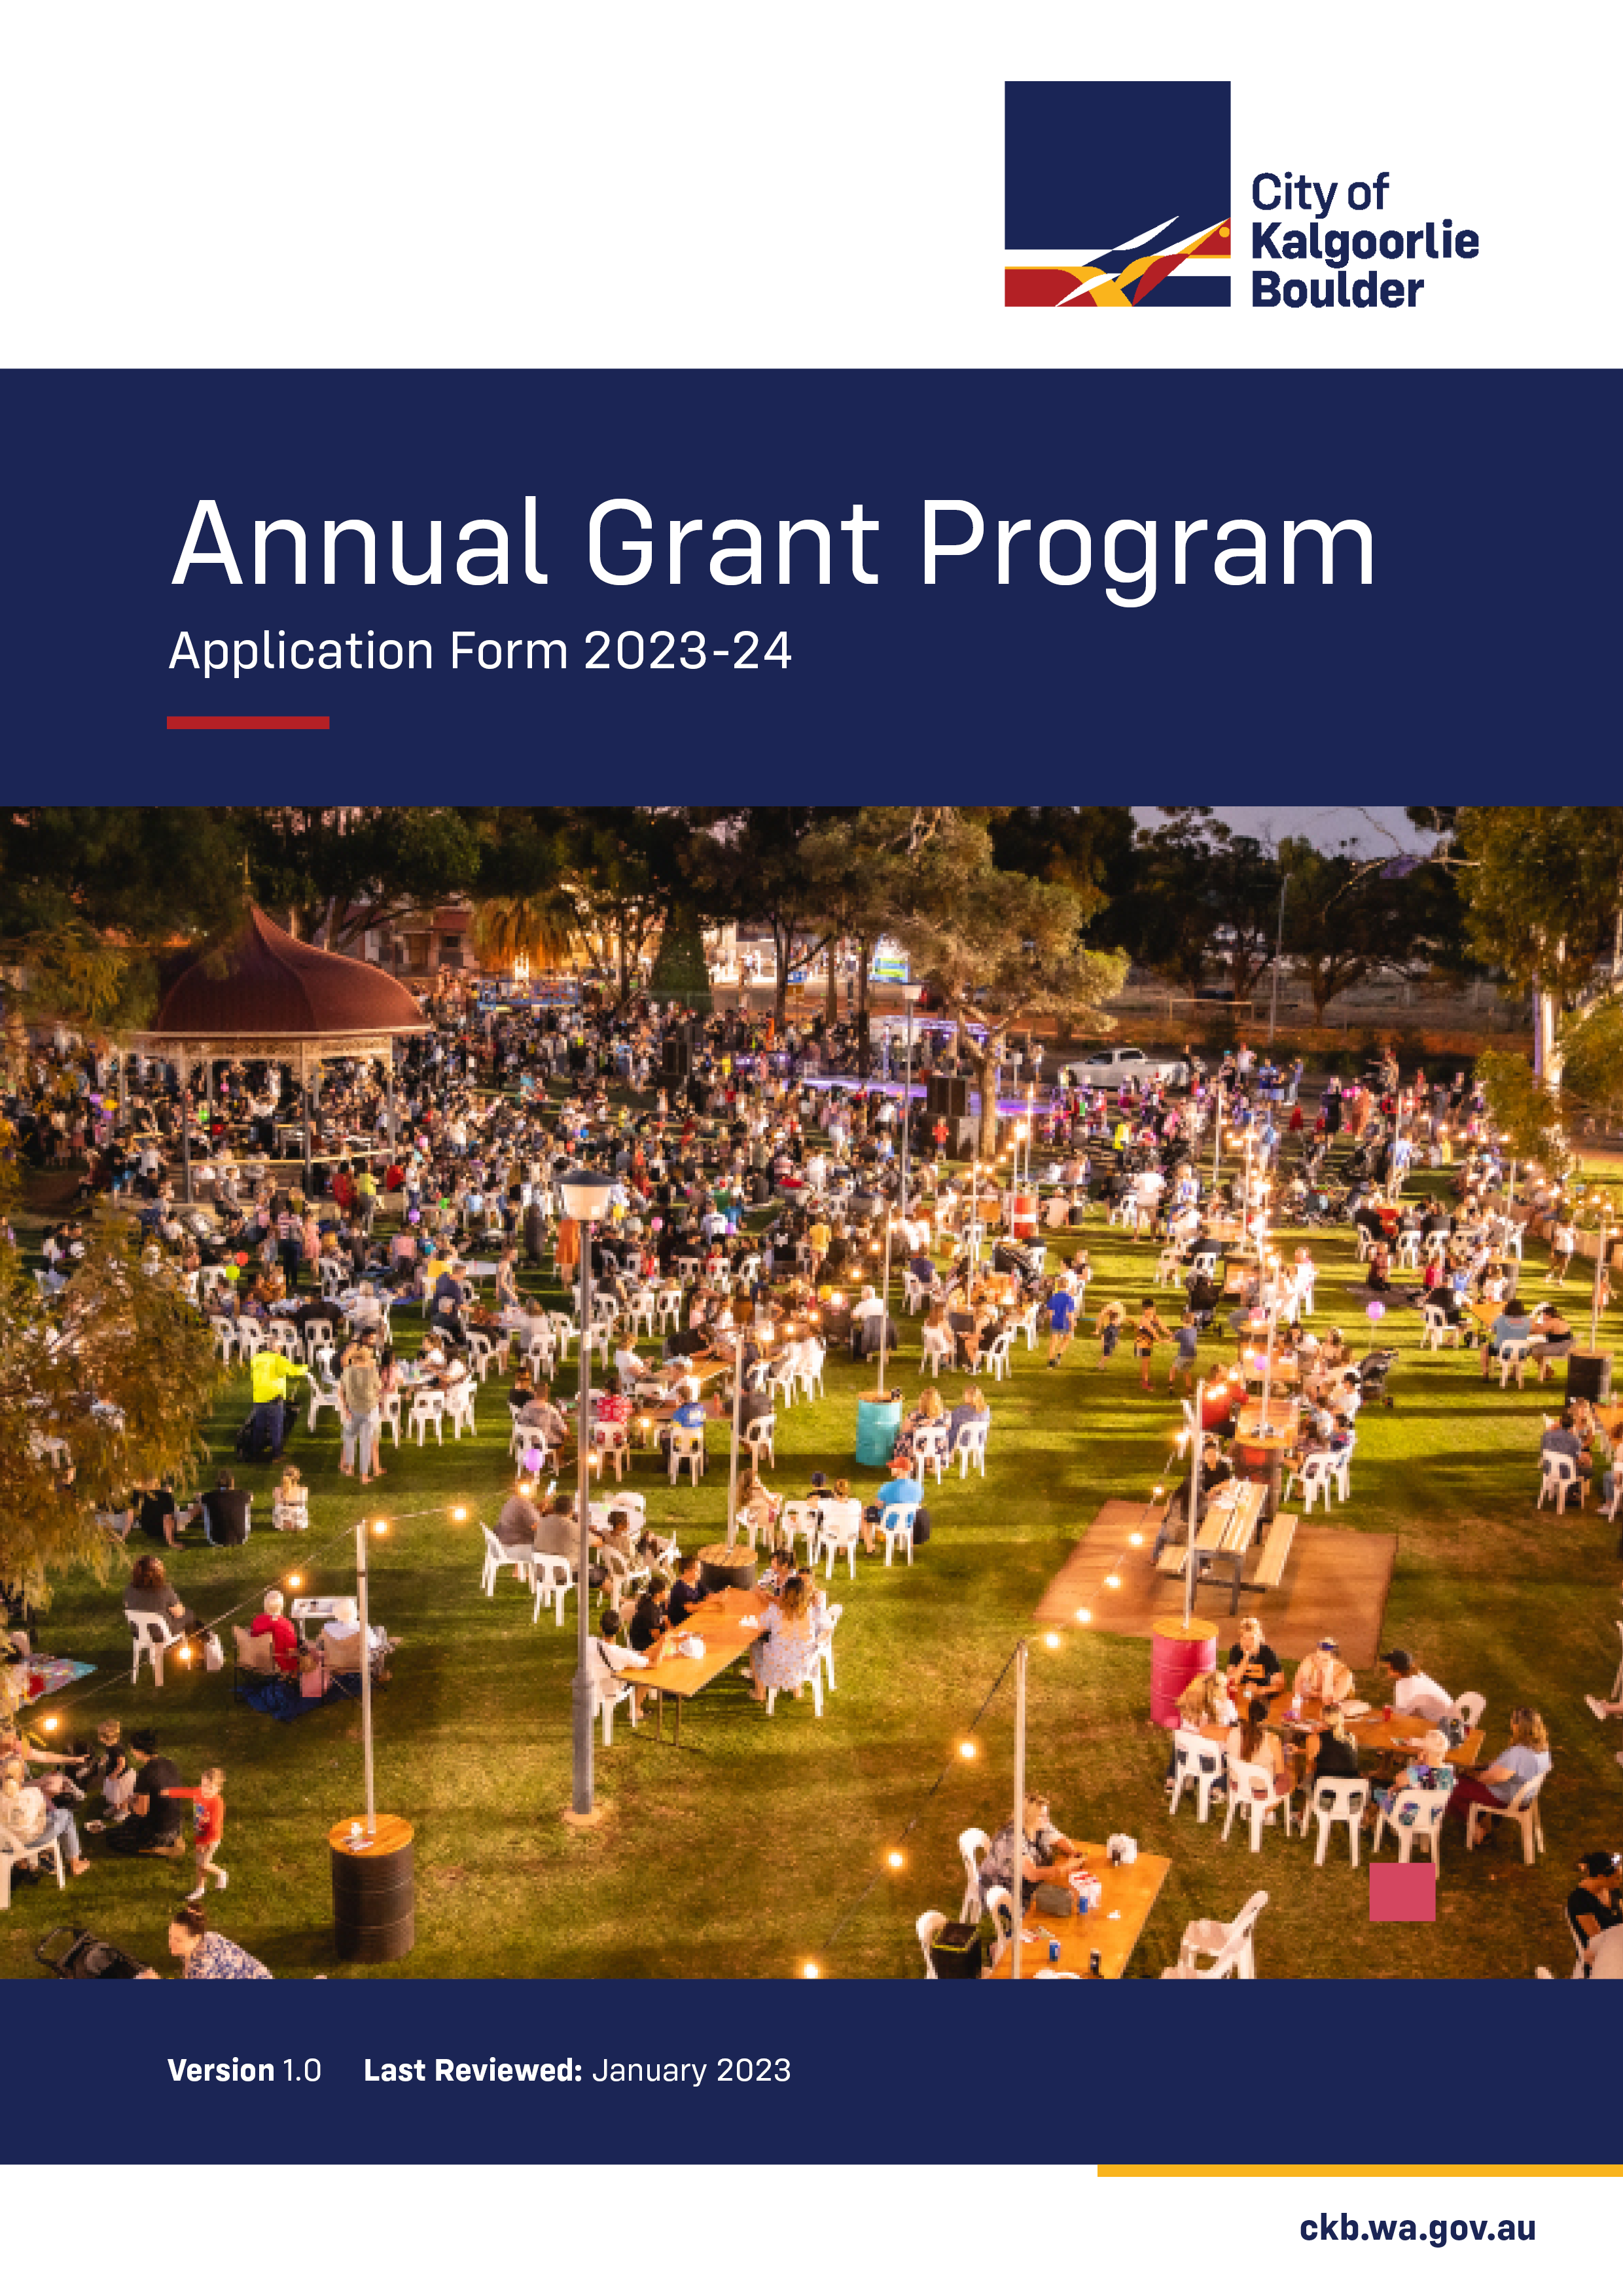 City of
Kalgoorlie
Boulder
Annual Grant Program
Application Form 2023-24
Version 1.0 Last Reviewed: January 2023
ckb.wa.gov.au